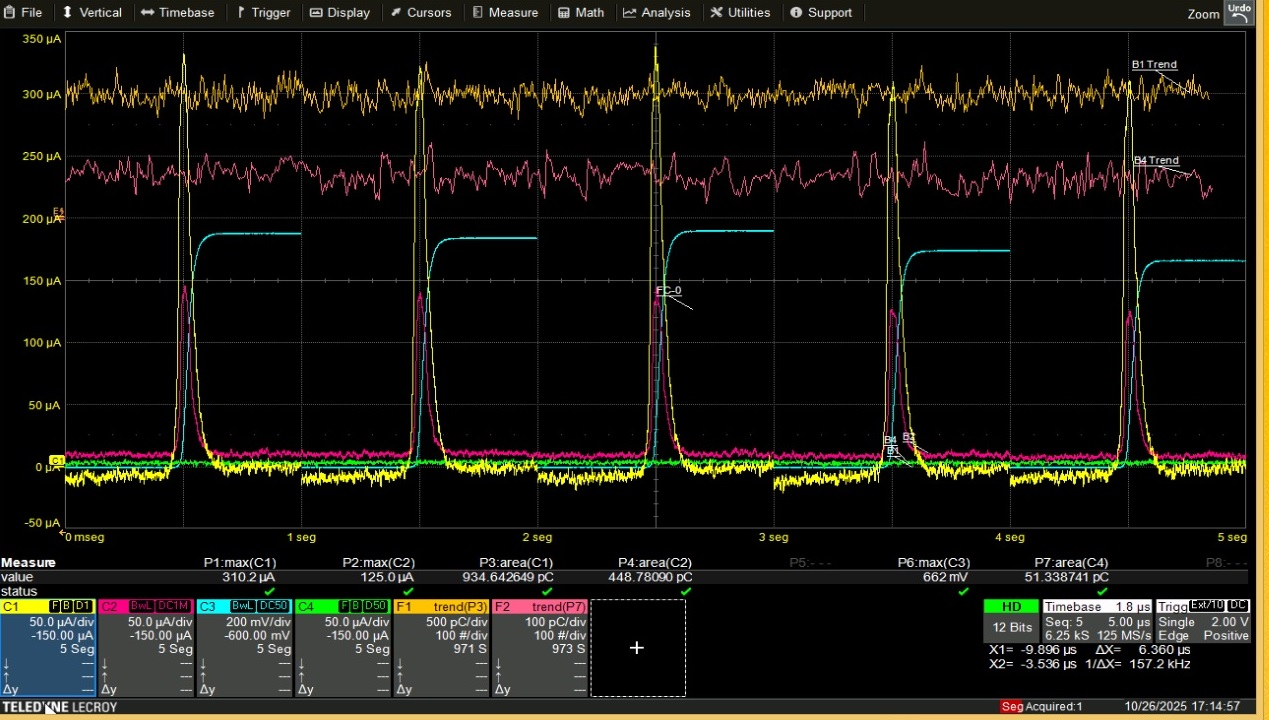 File Vertical Timebase Trigger Display Cursors Measure Math Analysis Utilities Support Zoom Undo
350 µA
B1 Trend
300 µA
250 µA
B4 Trend
200 µA
150 µA
FC-0
100 µA
50 µA
B4
B1
C1 0 µA
-50 µA
0 mseg 1 seg 2 seg 3 seg 4 seg 5 seg
Measure P1:max(C1) P2:max(C2) P3:area(C1) P4:area(C2) P5:- - - P6:max(C3) P7:area(C4) P8:- - -
value 310.2 µA 125.0 µA 934.642649 pC 448.78090 pC 662 mV 51.338741 pC
status
C1 F B D1 C2 BwL DC1M C3 BwL DC50 C4 F B D50 F1 trend(P3) F2 trend(P7) HD Timebase 1.8 µs Trigg Ext/10 DC
50.0 µA/div 50.0 µA/div 200 mV/div 50.0 µA/div 500 pC/div 100 pC/div 12 Bits Seq: 5 5.00 µs Single 2.00 V
-150.00 µA -150.00 µA -600.00 mV -150.00 µA 100 #/div 100 #/div 6.25 kS 125 MS/s Edge Positive
5 Seg 5 Seg 5 Seg 5 Seg 971 S 973 S X1= -9.896 µs ΔX= 6.360 µs
↓ --- ↓ --- ↓ --- ↓ --- ↓ --- ↓ --- X2= -3.536 µs 1/ΔX= 157.2 kHz
↑ --- ↑ --- ↑ --- ↑ --- ↑ --- ↑ ---
Δy --- Δy --- Δy --- Δy --- Δy --- Δy ---
+
TELEDYNE LECROY Seg Acquired:1 10/26/2025 17:14:57